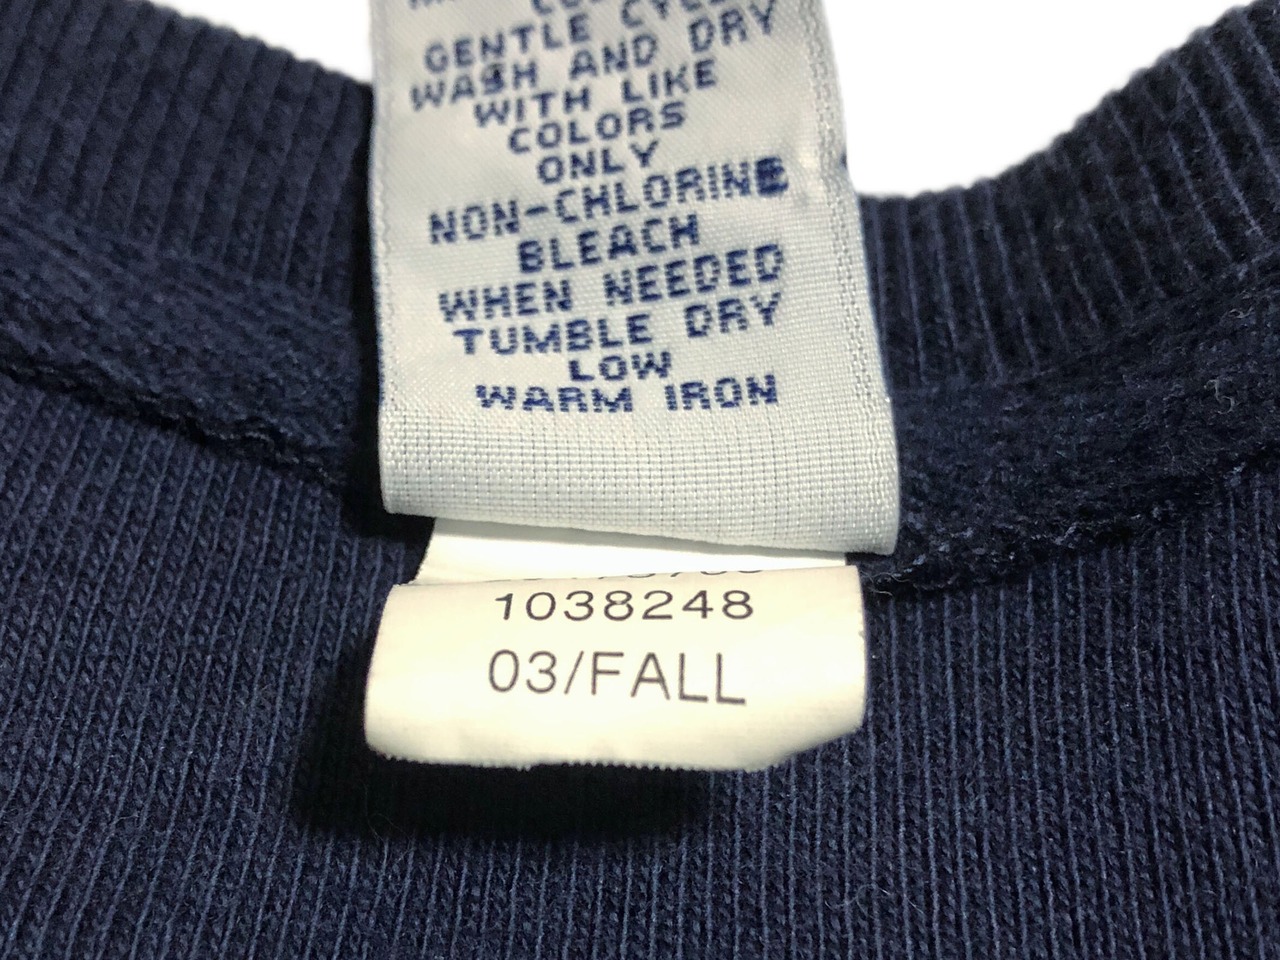 GENTLE CYCLE
WASH AND DRY
WITH LIKE
COLORS
ONLY
NON-CHLORINE
BLEACH
WHEN NEEDED
TUMBLE DRY
LOW
WARM IRON
1038248
03/FALL